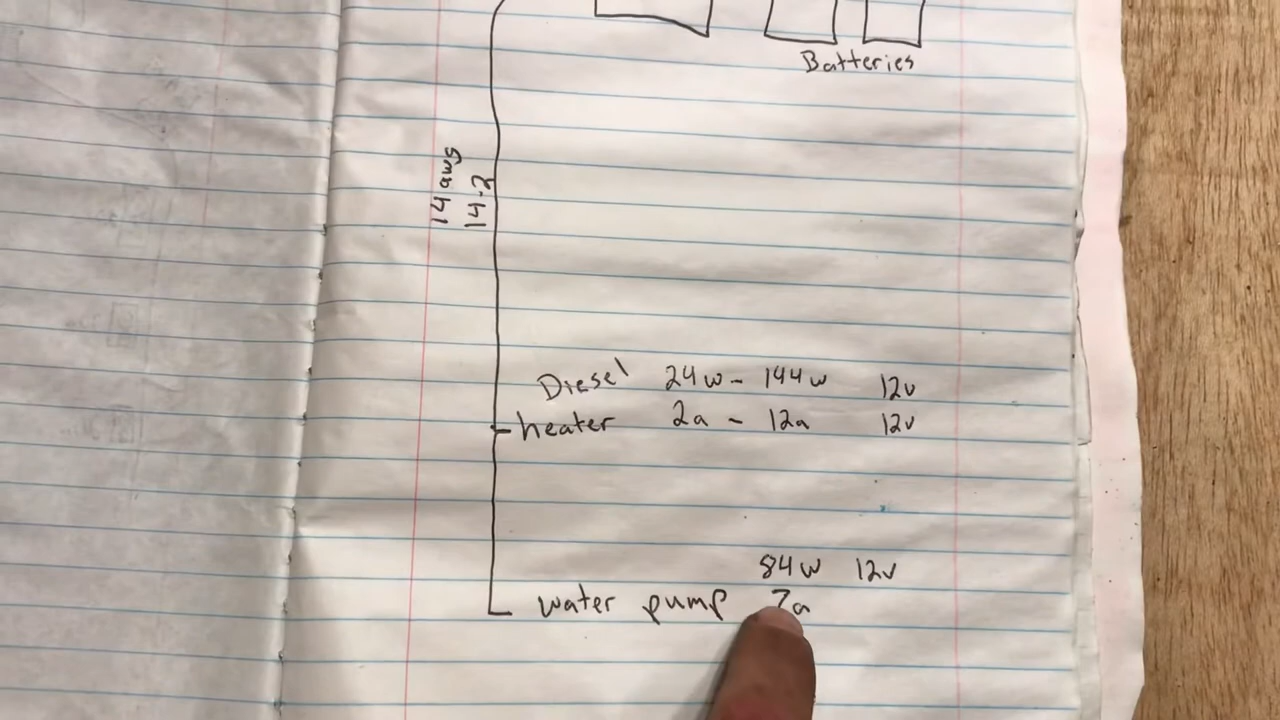 Batteries
14 awg
14-2
Diesel 24w - 144w 12v
heater 2a - 12a 12v
84w 12v
water pump 7a